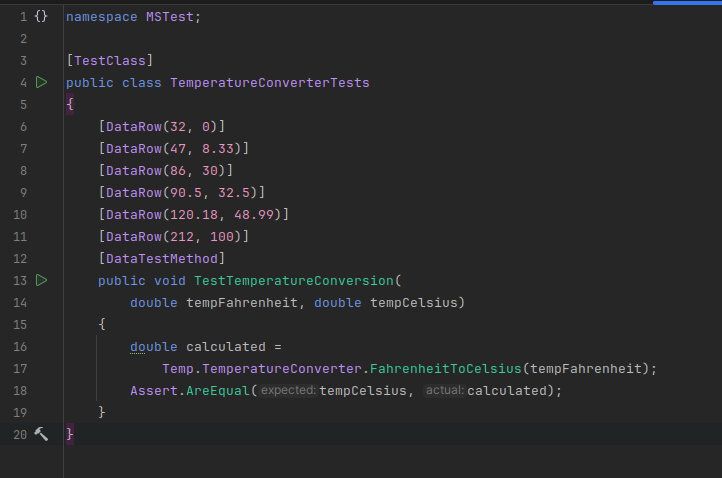 1 {} namespace MSTest;
2
3 [TestClass]
4 public class TemperatureConverterTests
5 {
6 [DataRow(32, 0)]
7 [DataRow(47, 8.33)]
8 [DataRow(86, 30)]
9 [DataRow(90.5, 32.5)]
10 [DataRow(120.18, 48.99)]
11 [DataRow(212, 100)]
12 [DataTestMethod]
13 public void TestTemperatureConversion(
14 double tempFahrenheit, double tempCelsius)
15 {
16 double calculated =
17 Temp.TemperatureConverter.FahrenheitToCelsius(tempFahrenheit);
18 Assert.AreEqual(expected: tempCelsius, actual: calculated);
19 }
20 }